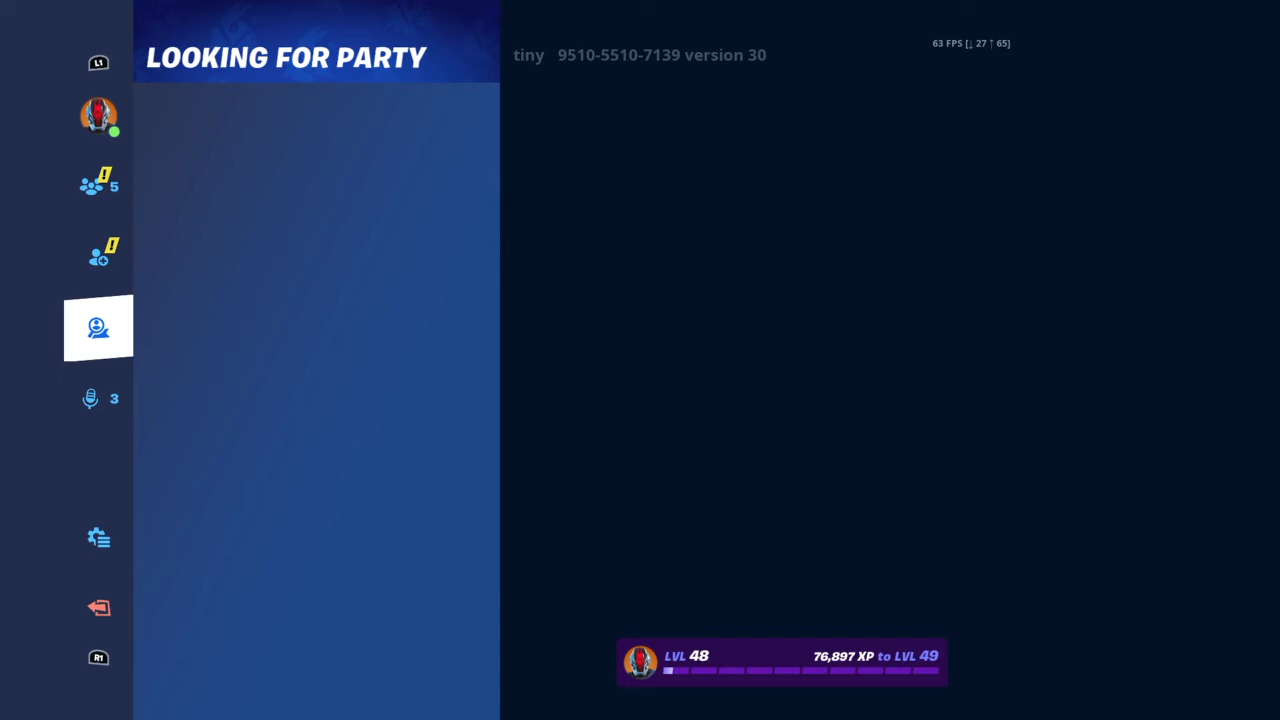 LOOKING FOR PARTY
tiny 9510-5510-7139 version 30
63 FPS [↓ 27 ↑ 65]
L1
! 5
!
3
R1
LVL 48 76,897 XP to LVL 49